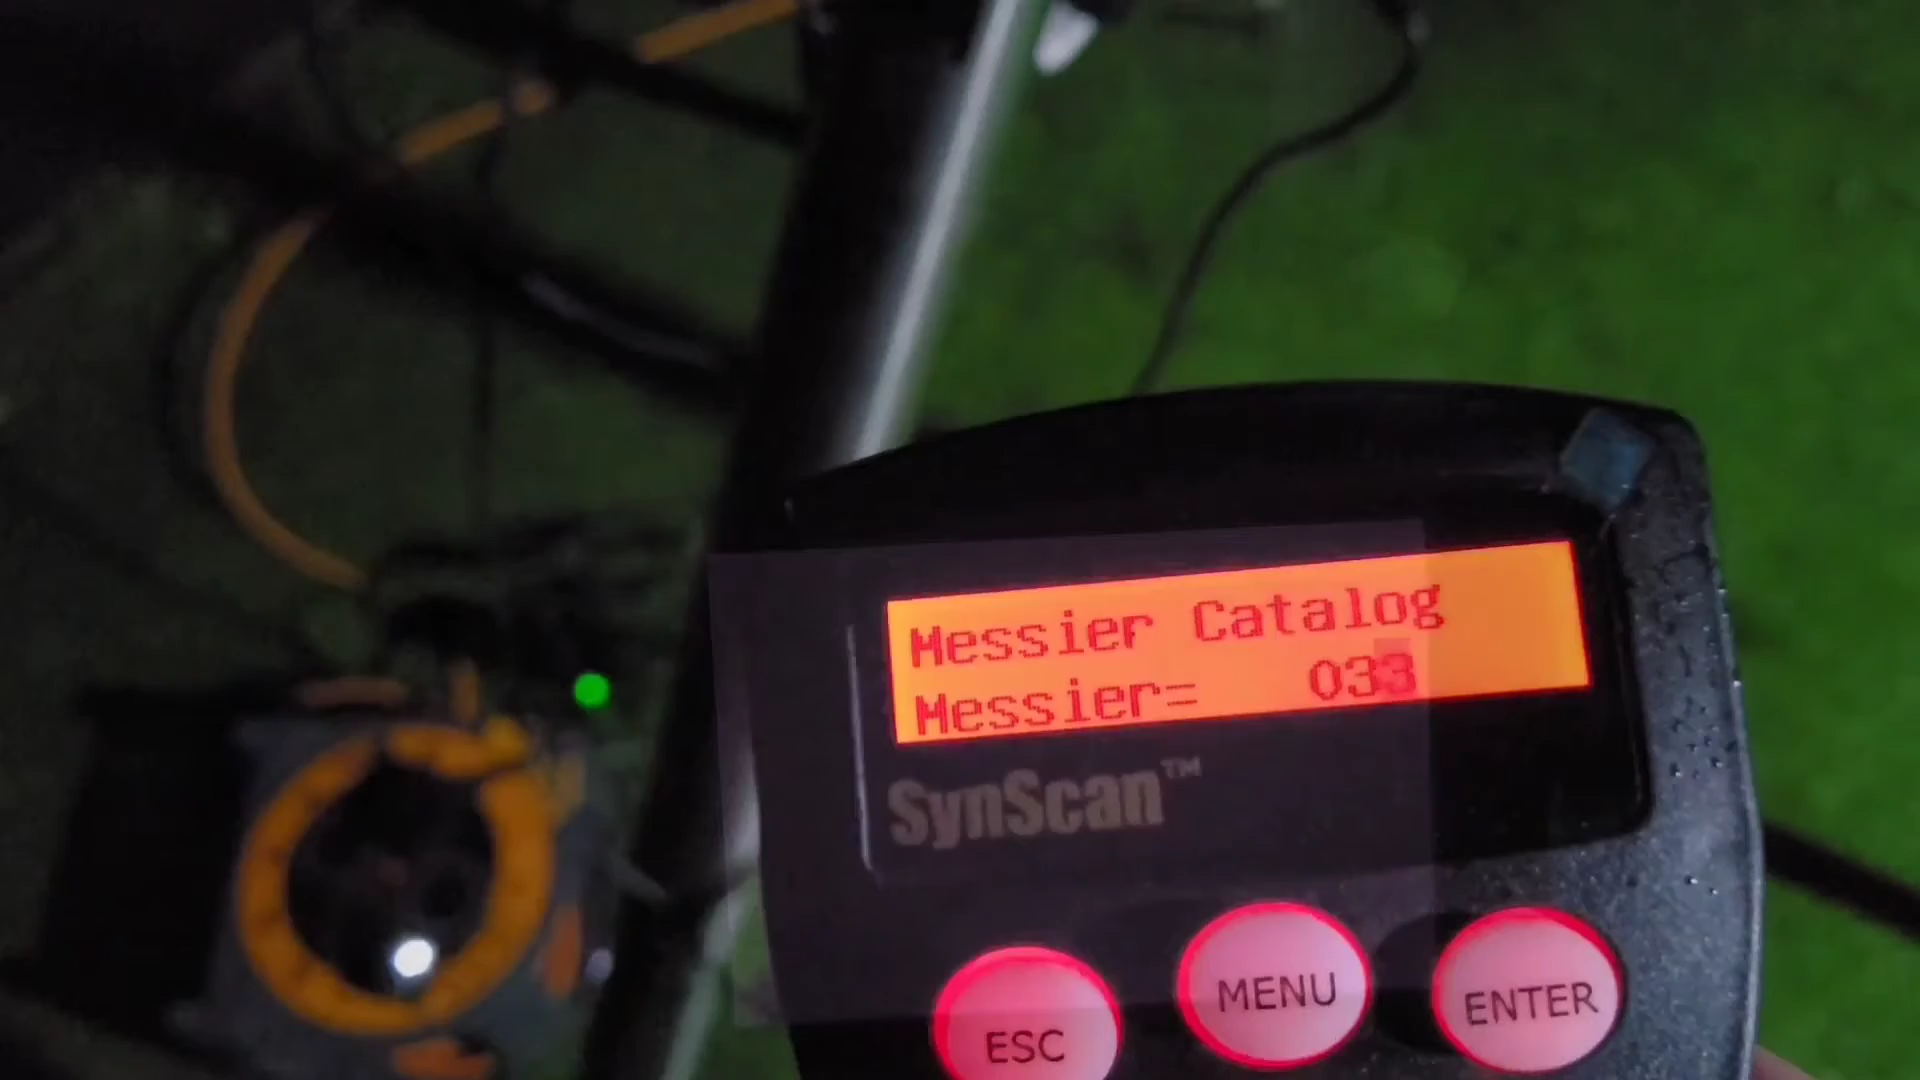 Messier Catalog
Messier= 033
SynScan™
ESC
MENU
ENTER